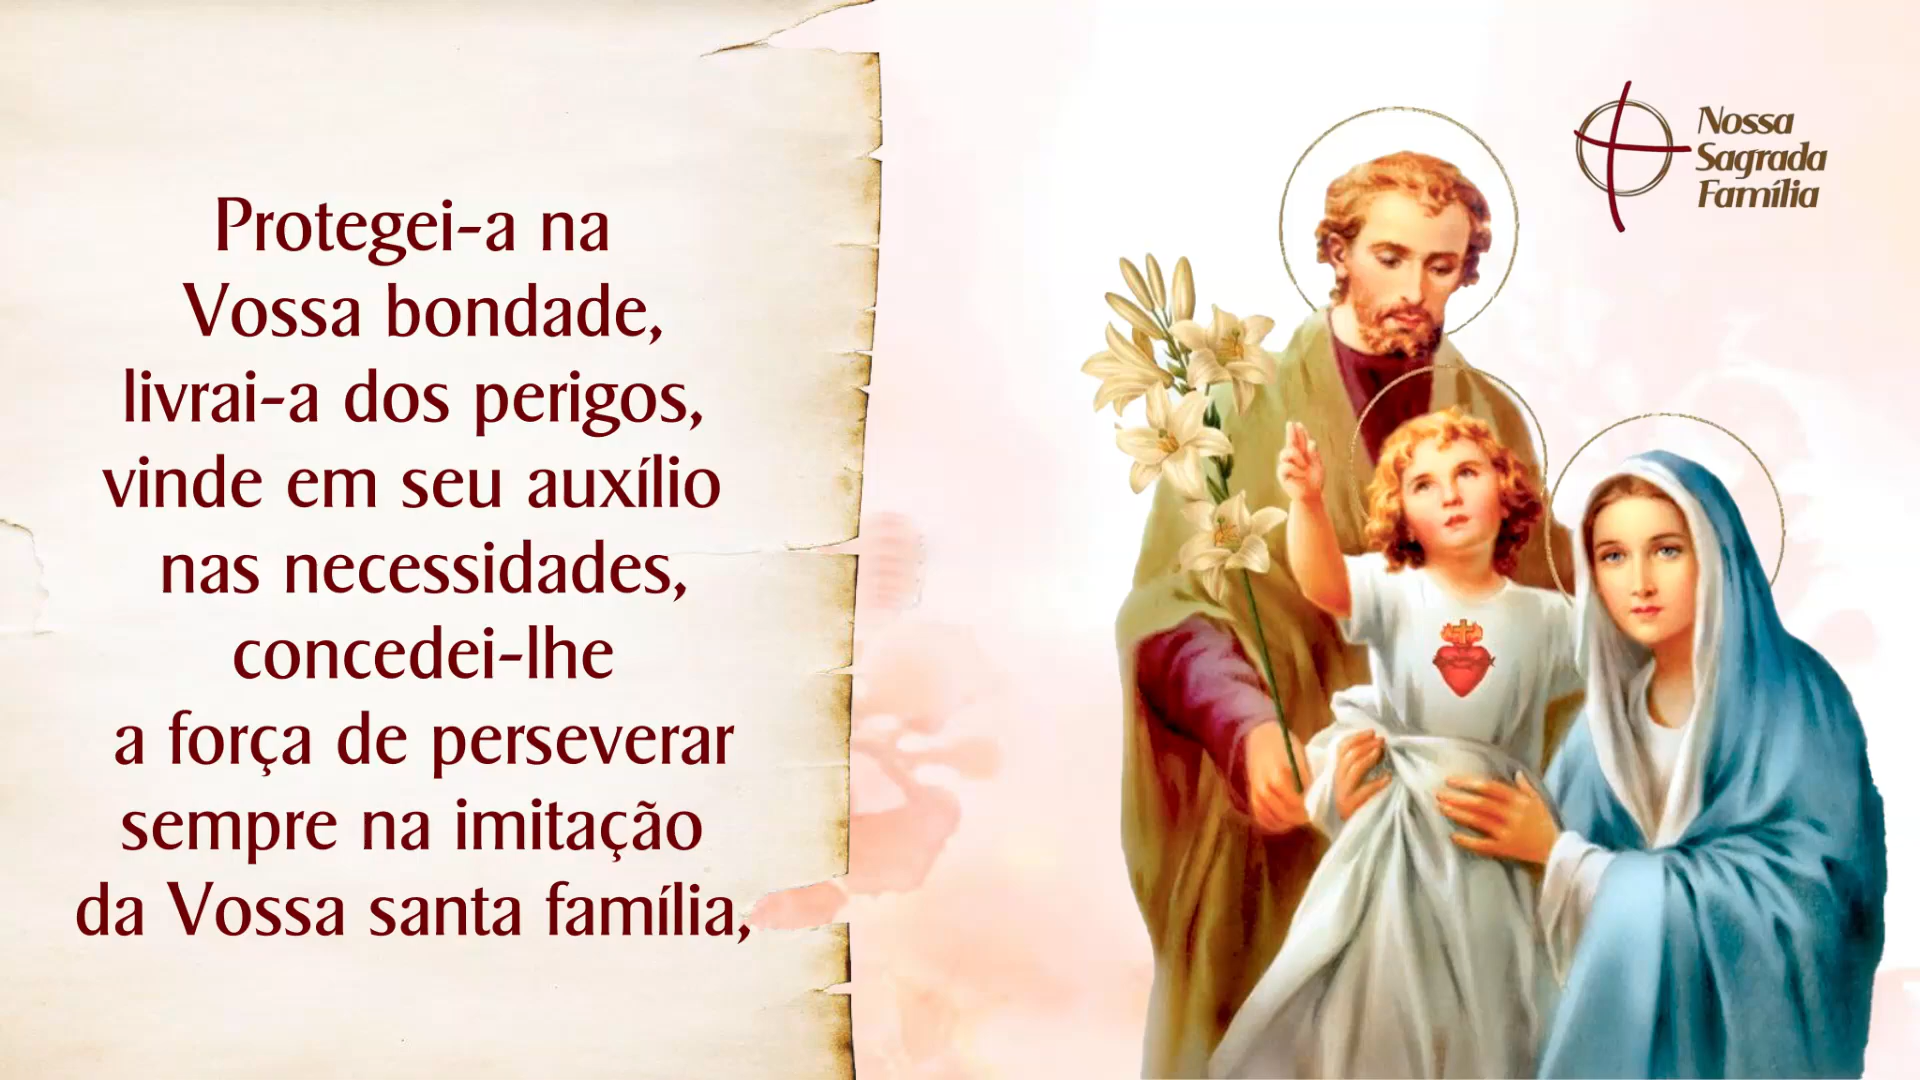 Protegei-a na
Vossa bondade,
livrai-a dos perigos,
vinde em seu auxílio
nas necessidades,
concedei-lhe
a força de perseverar
sempre na imitação
da Vossa santa família,
Nossa
Sagrada
Família